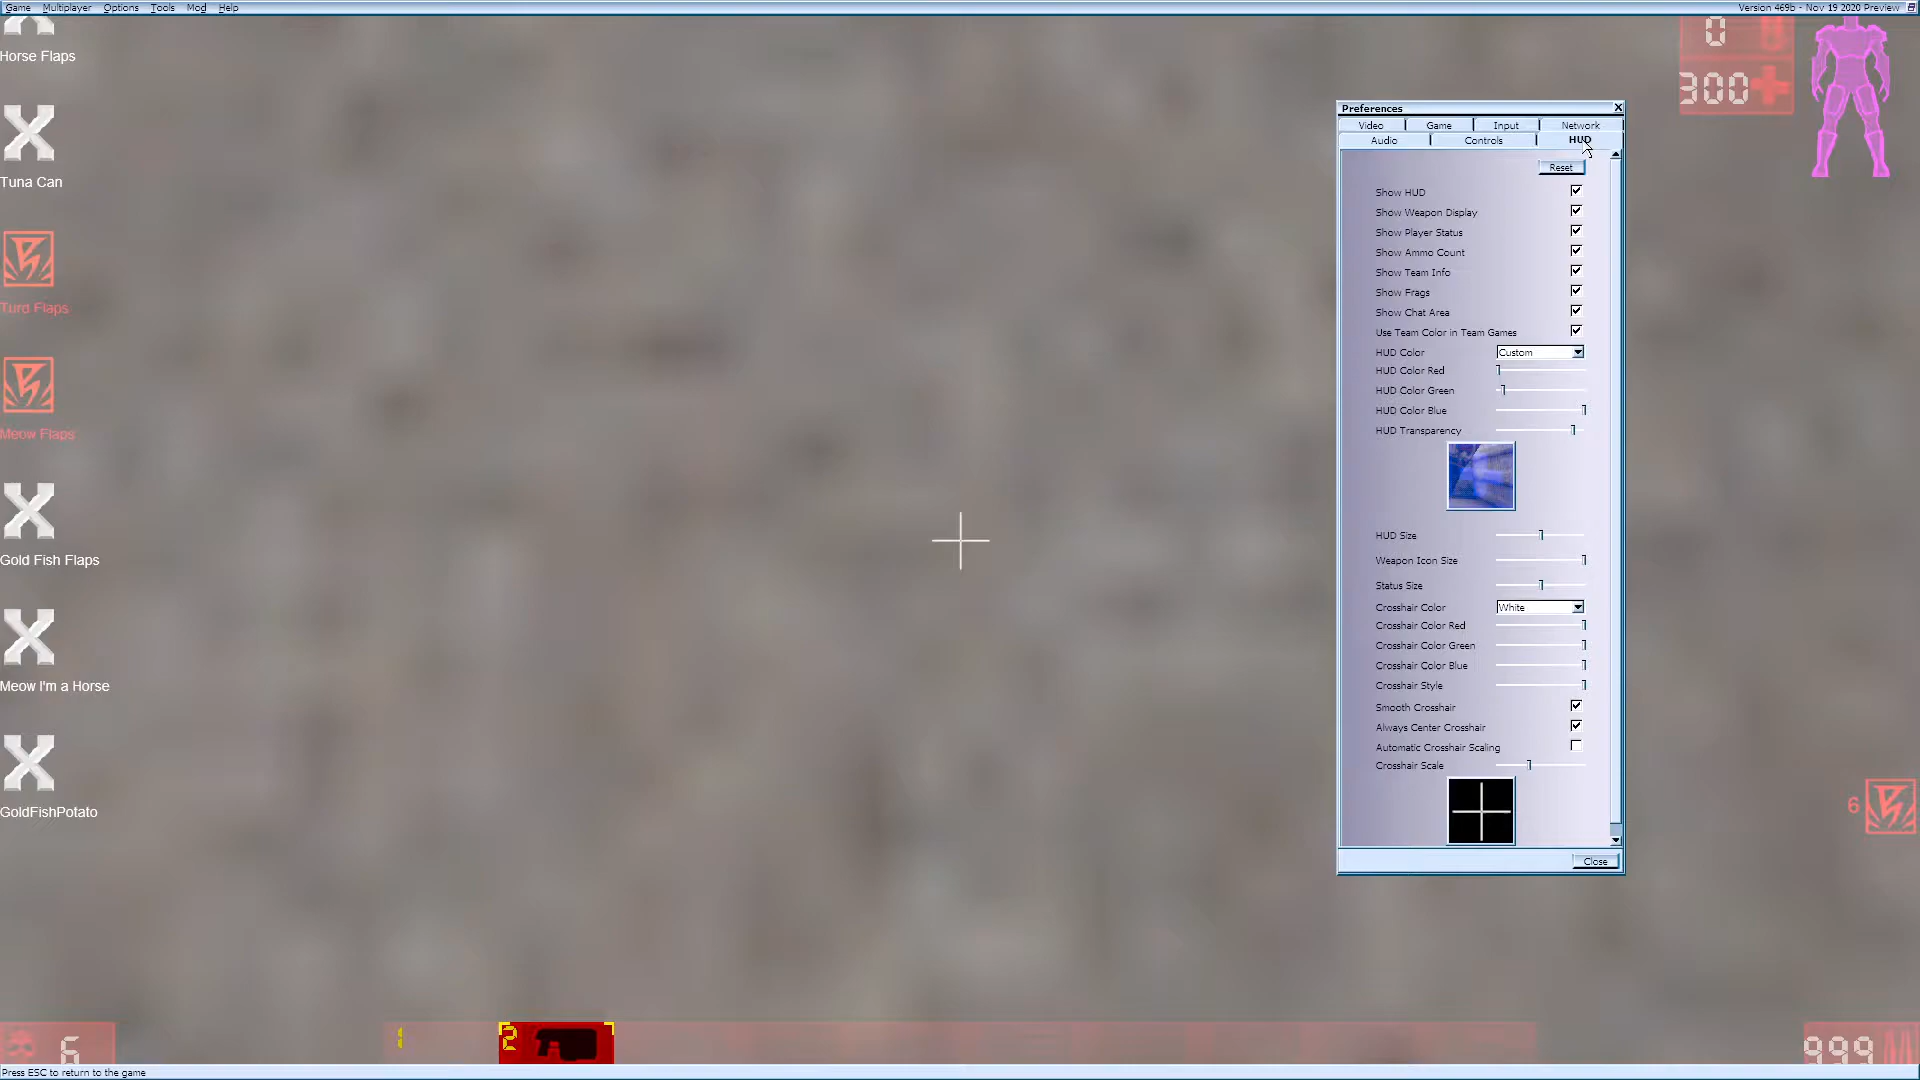 Game Multiplayer Options Tools Mod Help
Version 469b - Nov 19 2020 Preview
Horse Flaps
Tuna Can
Turd Flaps
Meow Flaps
Gold Fish Flaps
Meow I'm a Horse
GoldFishPotato
0
300
Preferences
Video Game Input Network
Audio Controls HUD
Reset
Show HUD
Show Weapon Display
Show Player Status
Show Ammo Count
Show Team Info
Show Frags
Show Chat Area
Use Team Color in Team Games
HUD Color Custom
HUD Color Red
HUD Color Green
HUD Color Blue
HUD Transparency
HUD Size
Weapon Icon Size
Status Size
Crosshair Color White
Crosshair Color Red
Crosshair Color Green
Crosshair Color Blue
Crosshair Style
Smooth Crosshair
Always Center Crosshair
Automatic Crosshair Scaling
Crosshair Scale
Close
6
6
1
2
999
Press ESC to return to the game